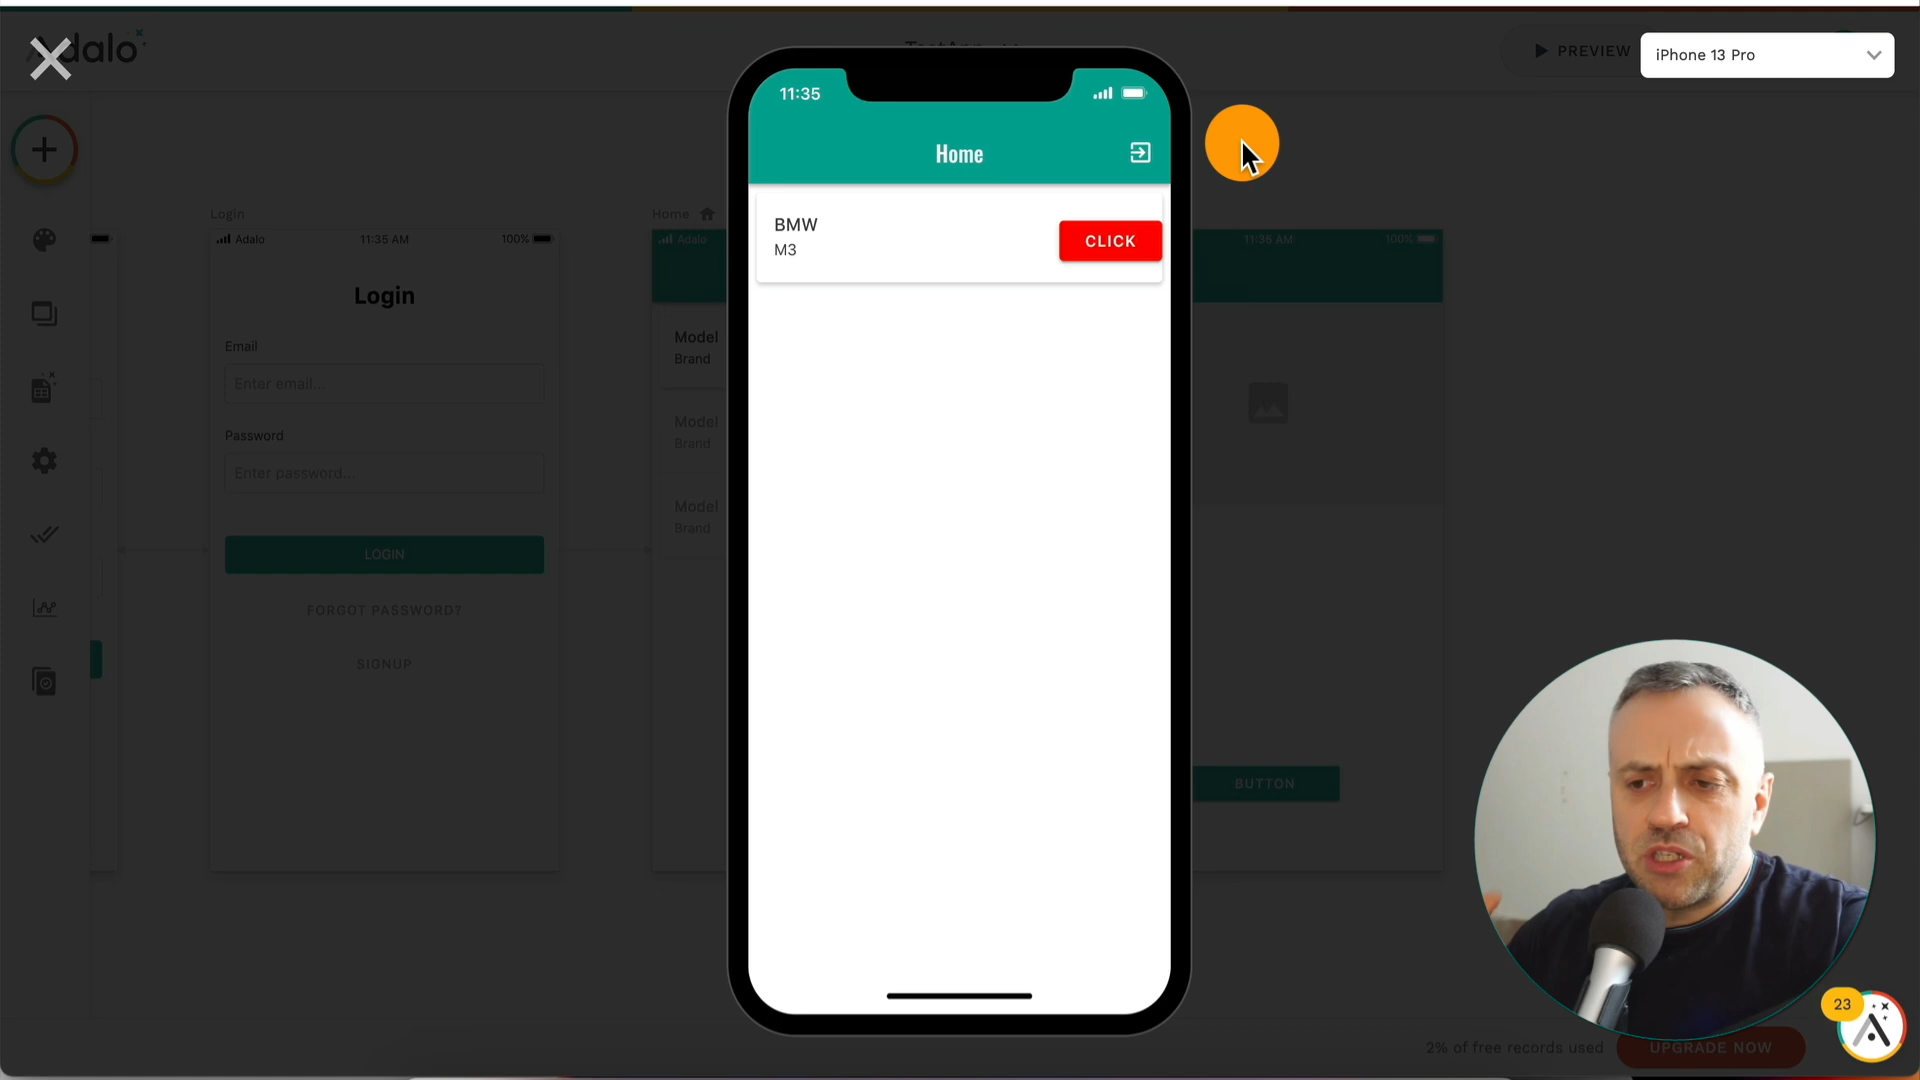 Adalo
PREVIEW
iPhone 13 Pro
11:35
Home
BMW
M3
CLICK
Login
Adalo
11:35 AM
100%
Login
Email
Enter email...
Password
Enter password...
LOGIN
FORGOT PASSWORD?
SIGNUP
Home
Adalo
Model
Brand
Model
Brand
Model
Brand
11:35 AM
100%
BUTTON
23
2% of free records used
UPGRADE NOW